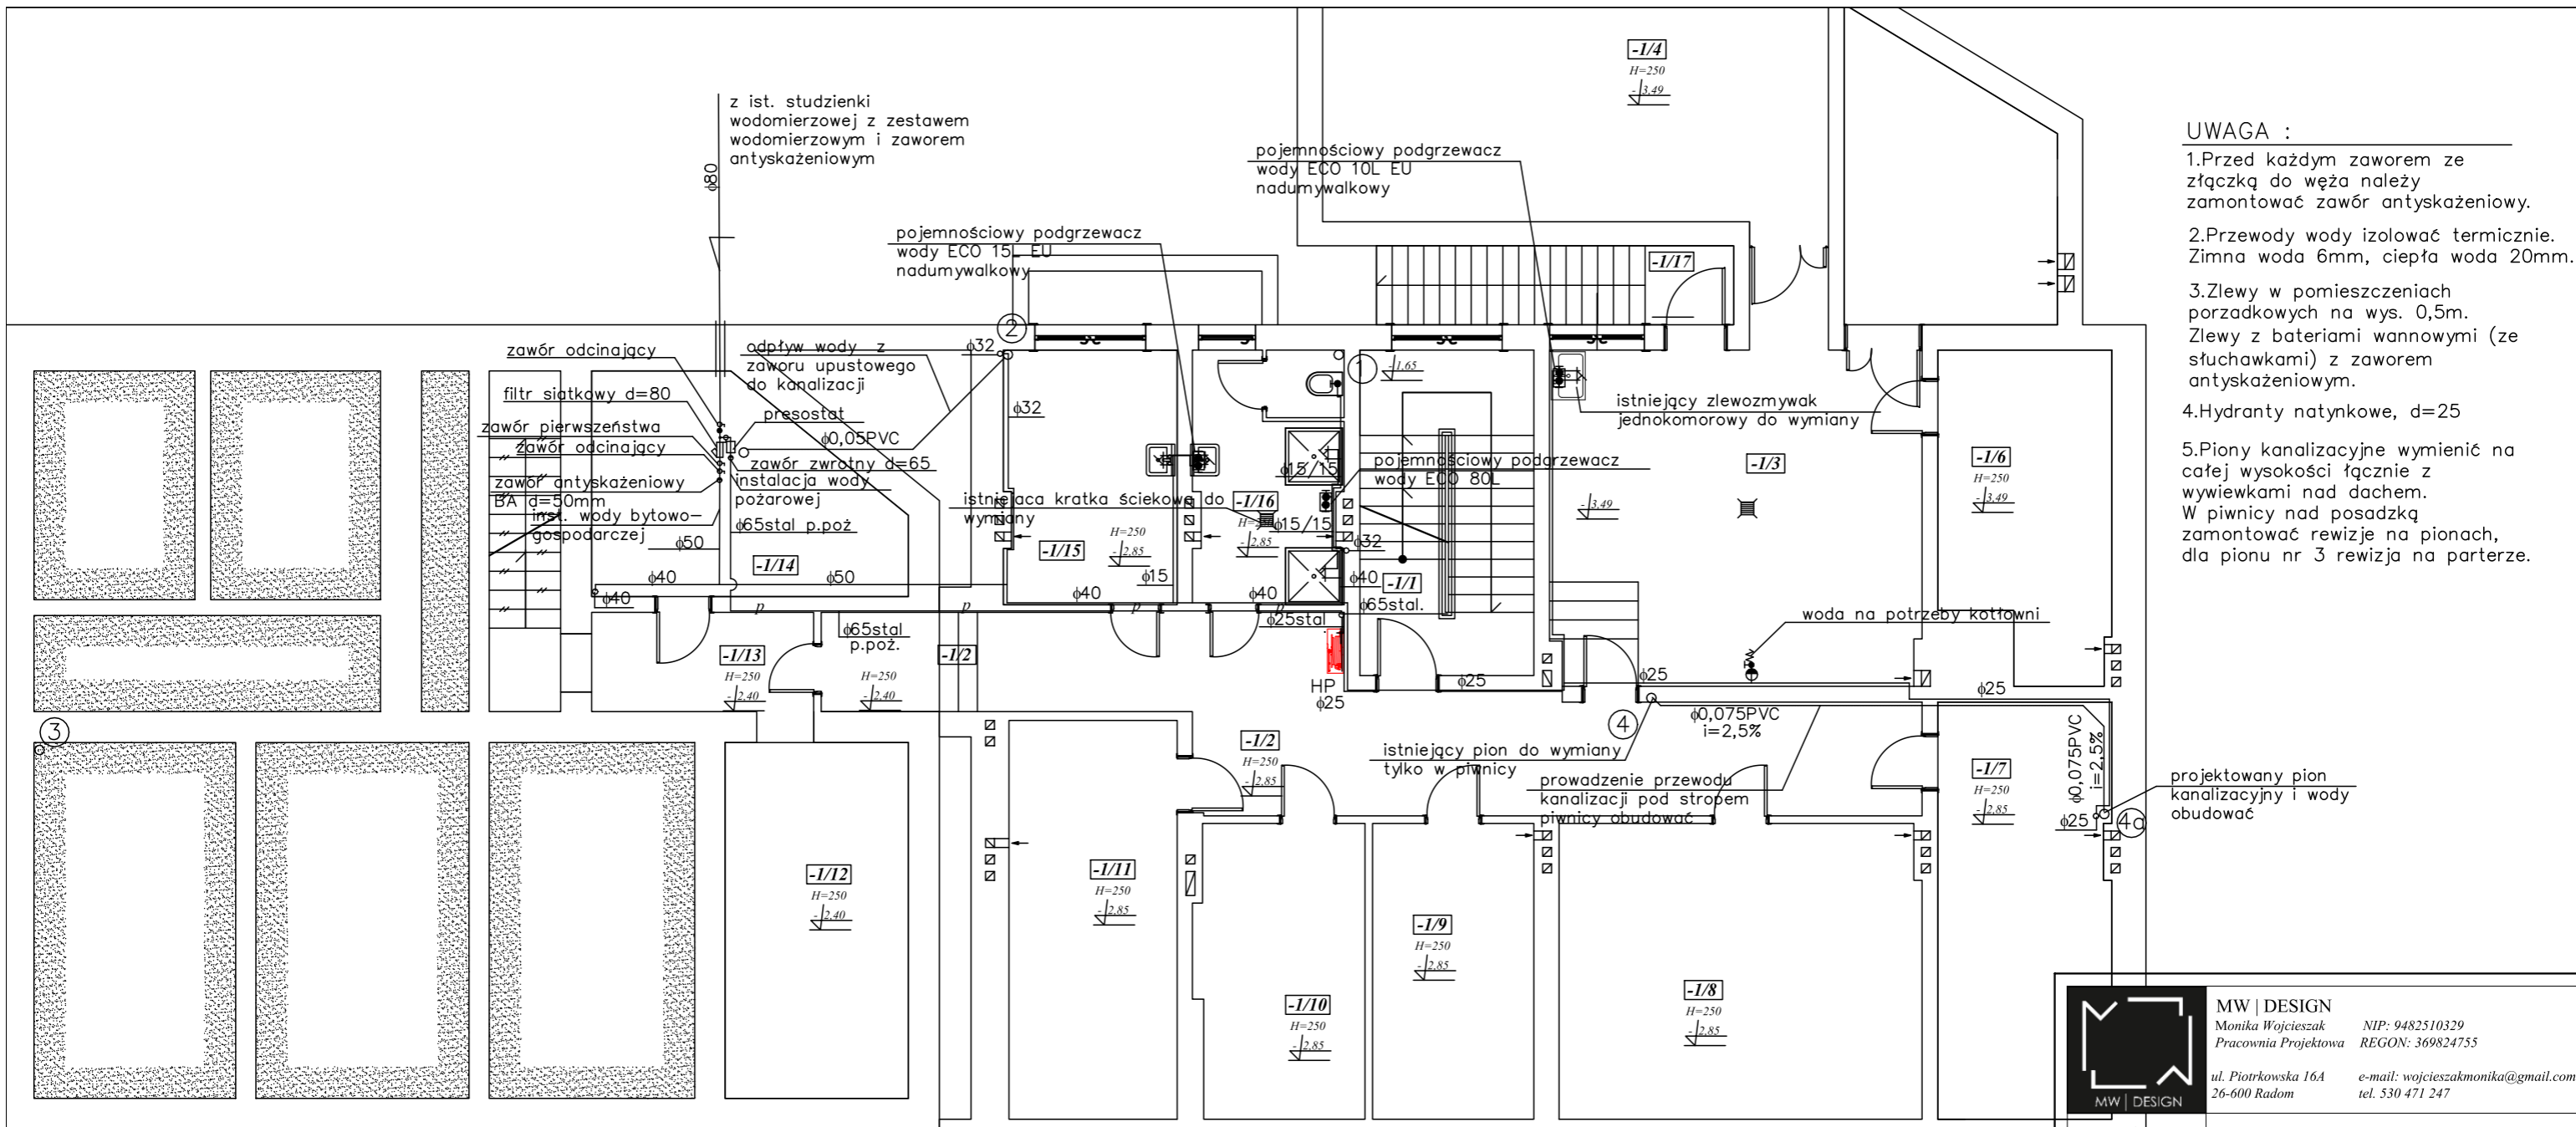 -1/4
H=250
-3,49
z ist. studzienki
wodomierzowej z zestawem
wodomierzowym i zaworem
antyskażeniowym
ϕ80
pojemnościowy podgrzewacz
wody ECO 10L EU
nadumywalkowy
pojemnościowy podgrzewacz
wody ECO 15L EU
nadumywalkowy
-1/17
UWAGA :
1.Przed każdym zaworem ze
złączką do węża należy
zamontować zawór antyskażeniowy.
2.Przewody wody izolować termicznie.
Zimna woda 6mm, ciepła woda 20mm.
3.Zlewy w pomieszczeniach
porzadkowych na wys. 0,5m.
Zlewy z bateriami wannowymi (ze
słuchawkami) z zaworem
antyskażeniowym.
4.Hydranty natynkowe, d=25
5.Piony kanalizacyjne wymienić na
całej wysokości łącznie z
wywiewkami nad dachem.
W piwnicy nad posadzką
zamontować rewizje na pionach,
dla pionu nr 3 rewizja na parterze.
zawór odcinający
filtr siatkowy d=80
zawór pierwszeństwa
zawór odcinający
zawór antyskażeniowy
BA d=50mm
inst. wody bytowo-
gospodarczej
ϕ50
odpływ wody z
zaworu upustowego
do kanalizacji
presostat
ϕ0,05PVC
zawór zwrotny d=65
instalacja wody
pożarowej
ϕ65stal p.poż
-1/14
ϕ40
ϕ50
ϕ40
2
ϕ32
ϕ32
istniejąca kratka ściekowa do
wymiany
-1/15
H=250
-2,85
ϕ15
ϕ40
-1/16
-2,85
ϕ40
ϕ15/15
ϕ15/15
1
-1,65
pojemnościowy podgrzewacz
wody ECO 80L
ϕ32
ϕ40
-1/1
ϕ65stal.
ϕ25stal
istniejący zlewozmywak
jednokomorowy do wymiany
-1/3
-3,49
-1/6
H=250
-3,49
woda na potrzeby kotłowni
p
p
p
p
-1/13
H=250
-2,40
ϕ65stal
p.poż.
H=250
-2,40
-1/2
HP
ϕ25
ϕ25
ϕ25
ϕ25
3
4
ϕ0,075PVC
i=2,5%
ϕ0,075PVC
i=2,5%
-1/2
H=250
-2,85
istniejący pion do wymiany
tylko w piwnicy
prowadzenie przewodu
kanalizacji pod stropem
piwnicy obudować
-1/7
H=250
-2,85
ϕ25
4a
projektowany pion
kanalizacyjny i wody
obudować
-1/12
H=250
-2,40
-1/11
H=250
-2,85
-1/9
H=250
-2,85
-1/10
H=250
-2,85
-1/8
H=250
-2,85
MW | DESIGN
MW | DESIGN
Monika Wojcieszak NIP: 9482510329
Pracownia Projektowa REGON: 369824755
ul. Piotrkowska 16A e-mail: wojcieszakmonika@gmail.com
26-600 Radom tel. 530 471 247